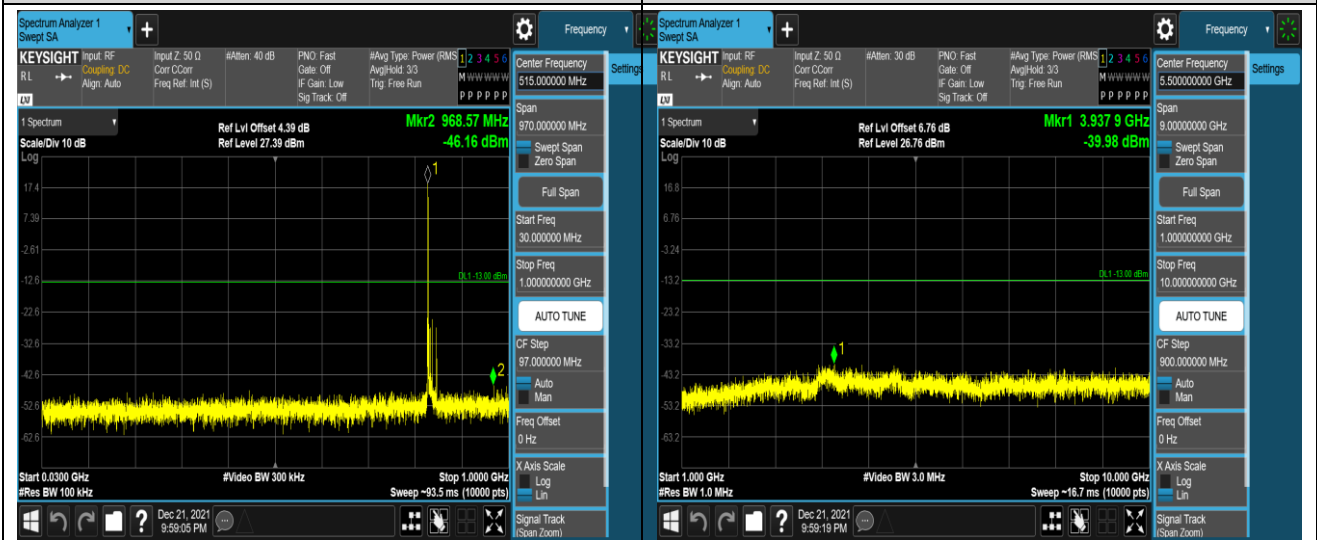 Spectrum Analyzer 1
Swept SA
+
Frequency
KEYSIGHT
Input: RF
Coupling: DC
Align: Auto
Input Z: 50 Ω
Corr CCorr
Freq Ref: Int (S)
#Atten: 40 dB
PNO: Fast
Gate: Off
IF Gain: Low
Sig Track: Off
#Avg Type: Power (RMS
Avg|Hold: 3/3
Trig: Free Run
1 2 3 4 5 6
M W W W W W
P P P P P P
RL
LXI
Center Frequency
515.000000 MHz
Settings
Span
970.000000 MHz
Swept Span
Zero Span
Full Span
Start Freq
30.000000 MHz
Stop Freq
1.000000000 GHz
AUTO TUNE
CF Step
97.000000 MHz
Auto
Man
Freq Offset
0 Hz
X Axis Scale
Log
Lin
Signal Track
(Span Zoom)
1 Spectrum
Scale/Div 10 dB
Log
Ref Lvl Offset 4.39 dB
Ref Level 27.39 dBm
Mkr2 968.57 MHz
-46.16 dBm
1
17.4
7.39
-2.61
DL1 -13.00 dBm
-12.6
-22.6
-32.6
-42.6
2
-52.6
-62.6
Start 0.0300 GHz
#Res BW 100 kHz
#Video BW 300 kHz
Stop 1.0000 GHz
Sweep ~93.5 ms (10000 pts)
?
Dec 21, 2021
9:59:05 PM
Spectrum Analyzer 1
Swept SA
+
Frequency
KEYSIGHT
Input: RF
Coupling: DC
Align: Auto
Input Z: 50 Ω
Corr CCorr
Freq Ref: Int (S)
#Atten: 30 dB
PNO: Fast
Gate: Off
IF Gain: Low
Sig Track: Off
#Avg Type: Power (RMS
Avg|Hold: 3/3
Trig: Free Run
1 2 3 4 5 6
M W W W W W
P P P P P P
RL
LXI
Center Frequency
5.500000000 GHz
Settings
Span
9.00000000 GHz
Swept Span
Zero Span
Full Span
Start Freq
1.000000000 GHz
Stop Freq
10.000000000 GHz
AUTO TUNE
CF Step
900.000000 MHz
Auto
Man
Freq Offset
0 Hz
X Axis Scale
Log
Lin
Signal Track
(Span Zoom)
1 Spectrum
Scale/Div 10 dB
Log
Ref Lvl Offset 6.76 dB
Ref Level 26.76 dBm
Mkr1 3.937 9 GHz
-39.98 dBm
16.8
6.76
-3.24
DL1 -13.00 dBm
-13.2
-23.2
-33.2
1
-43.2
-53.2
-63.2
Start 1.000 GHz
#Res BW 1.0 MHz
#Video BW 3.0 MHz
Stop 10.000 GHz
Sweep ~16.7 ms (10000 pts)
?
Dec 21, 2021
9:59:19 PM